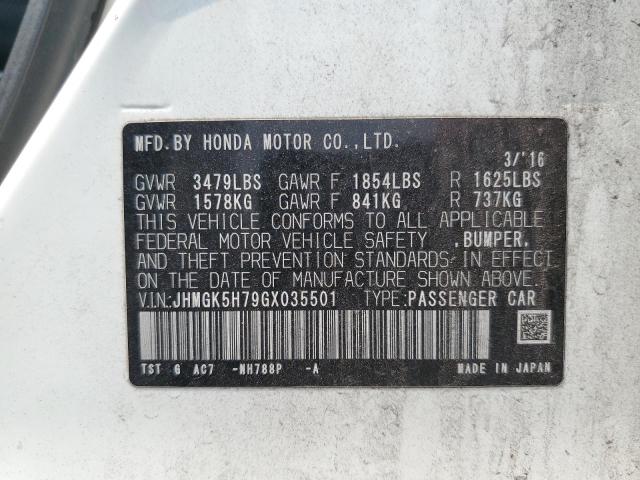 MFD.BY HONDA MOTOR CO.,LTD.
3/'16
GVWR 3479LBS GAWR F 1854LBS R 1625LBS
GVWR 1578KG GAWR F 841KG R 737KG
THIS VEHICLE CONFORMS TO ALL APPLICABLE
FEDERAL MOTOR VEHICLE SAFETY ,BUMPER,
AND THEFT PREVENTION STANDARDS IN EFFECT
ON THE DATE OF MANUFACTURE SHOWN ABOVE.
V.I.N.:JHMGK5H79GX035501 TYPE:PASSENGER CAR
TST G AC7 -NH788P -A MADE IN JAPAN